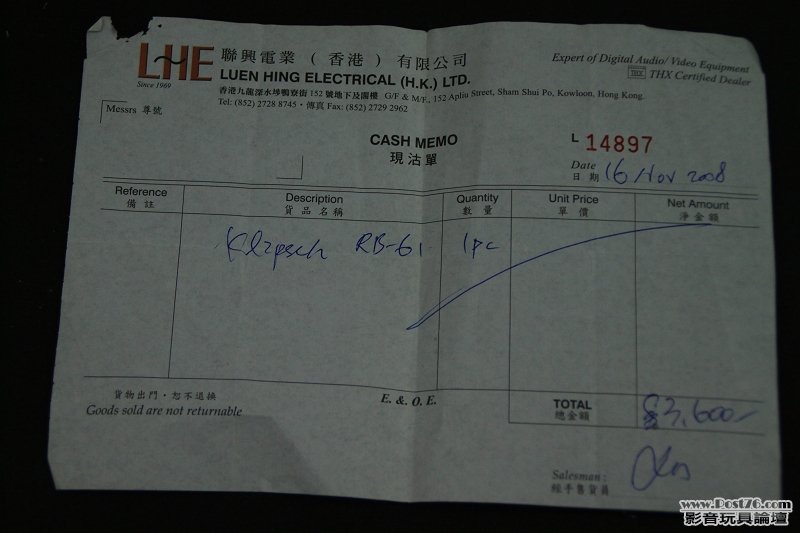 LHE
Since 1969
聯興電業（香港）有限公司
LUEN HING ELECTRICAL (H.K.) LTD.
香港九龍深水埗鴨寮街152號地下及閣樓 G/F & M/F., 152 Apliu Street, Sham Shui Po, Kowloon, Hong Kong.
Tel: (852) 2728 8745・傳真 Fax: (852) 2729 2962
Expert of Digital Audio/ Video Equipment
THX THX Certified Dealer
Messrs 尊號
CASH MEMO
現沽單
L 14897
Date
日期 16 Nov 2008
Reference Description Quantity Unit Price Net Amount
備註 貨品名稱 數量 單價 淨金額
Klipsch RB-61 1pc
貨物出門・恕不退換
Goods sold are not returnable
E. & O. E.
TOTAL
總金額
$3,600-
Salesman:
經手售貨員
www.Post76.com
影音玩具論壇